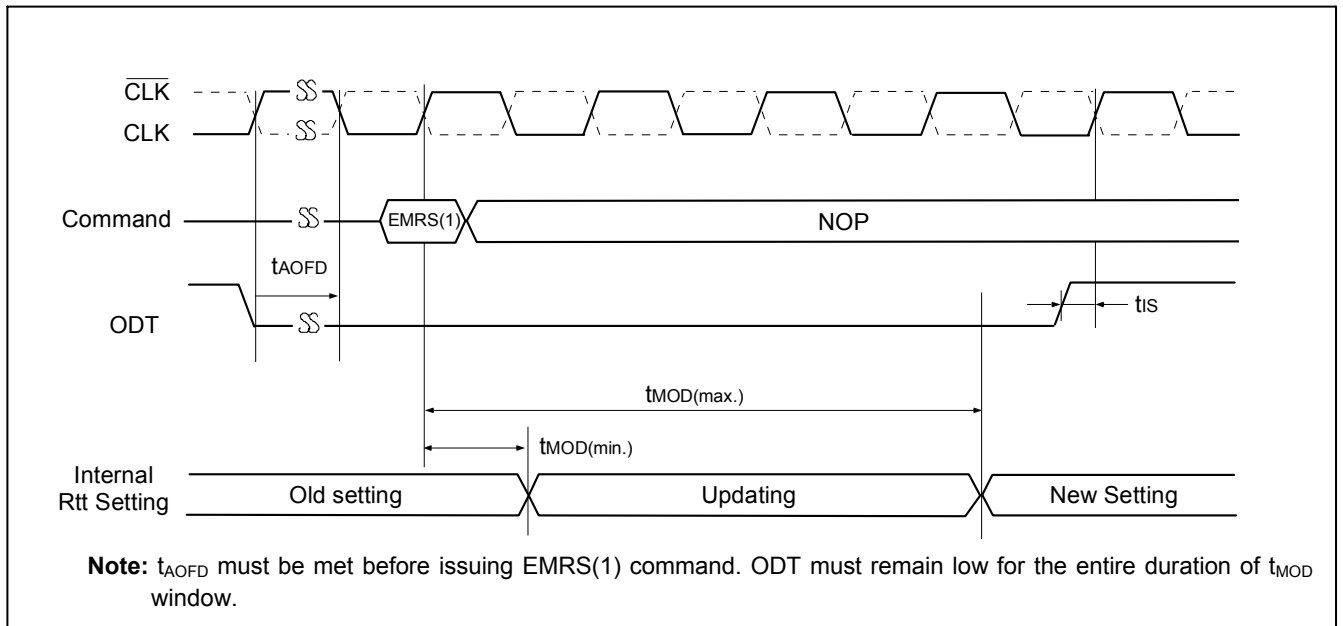 CLK
CLK
Command
EMRS(1)
NOP
tAOFD
ODT
tIS
tMOD(max.)
tMOD(min.)
Internal
Rtt Setting
Old setting
Updating
New Setting
Note: tAOFD must be met before issuing EMRS(1) command. ODT must remain low for the entire duration of tMOD
window.